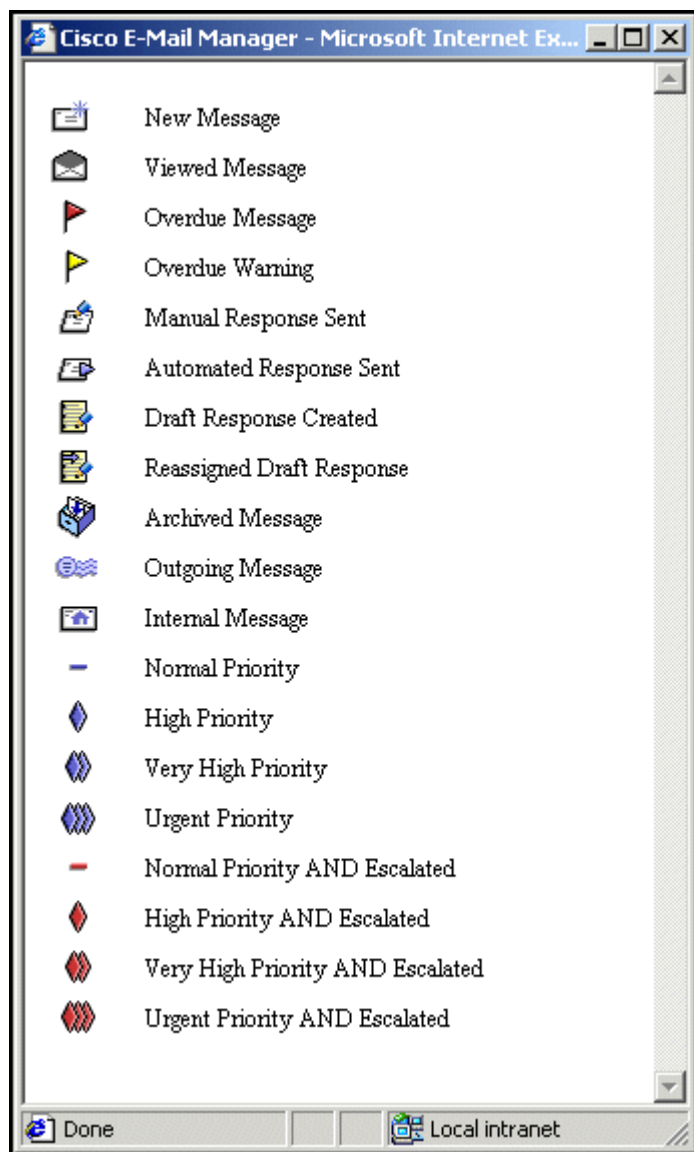 Cisco E-Mail Manager - Microsoft Internet Ex...
New Message
Viewed Message
Overdue Message
Overdue Warning
Manual Response Sent
Automated Response Sent
Draft Response Created
Reassigned Draft Response
Archived Message
Outgoing Message
Internal Message
Normal Priority
High Priority
Very High Priority
Urgent Priority
Normal Priority AND Escalated
High Priority AND Escalated
Very High Priority AND Escalated
Urgent Priority AND Escalated
Done
Local intranet